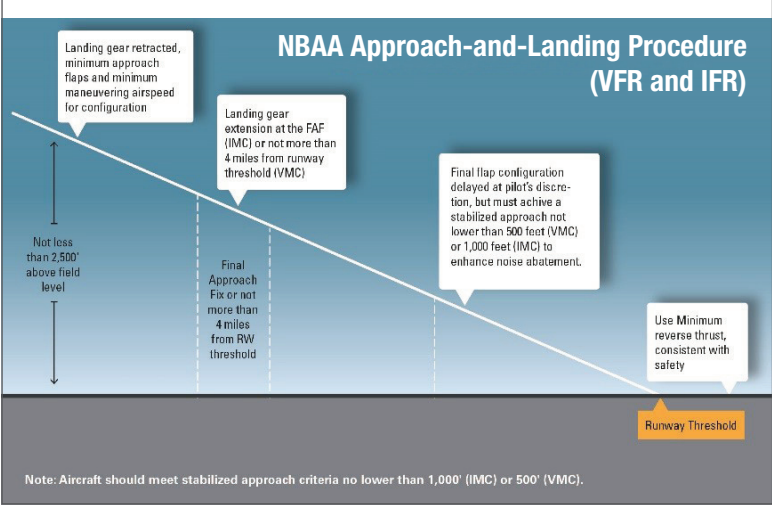 NBAA Approach-and-Landing Procedure
(VFR and IFR)
Landing gear retracted,
minimum approach
flaps and minimum
maneuvering airspeed
for configuration
Landing gear
extension at the FAF
(IMC) or not more than
4 miles from runway
threshold (VMC)
Final flap configuration
delayed at pilot's discre-
tion, but must achive a
stabilized approach not
lower than 500 feet (VMC)
or 1,000 feet (IMC) to
enhance noise abatement.
Not less
than 2,500'
above field
level
Final
Approach
Fix or not
more than
4 miles
from RW
threshold
Use Minimum
reverse thrust,
consistent with
safety
Runway Threshold
Note: Aircraft should meet stabilized approach criteria no lower than 1,000' (IMC) or 500' (VMC).